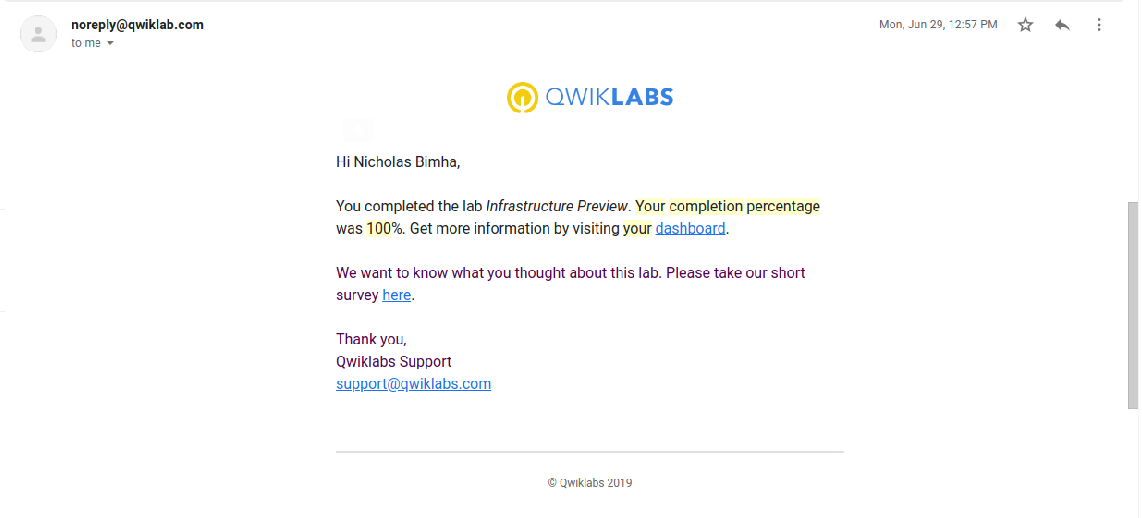 noreply@qwiklab.com
Mon, Jun 29, 12:57 PM
to me
QWIKLABS
Hi Nicholas Bimha,
You completed the lab Infrastructure Preview. Your completion percentage
was 100%. Get more information by visiting your dashboard.
We want to know what you thought about this lab. Please take our short
survey here.
Thank you,
Qwiklabs Support
support@qwiklabs.com
© Qwiklabs 2019